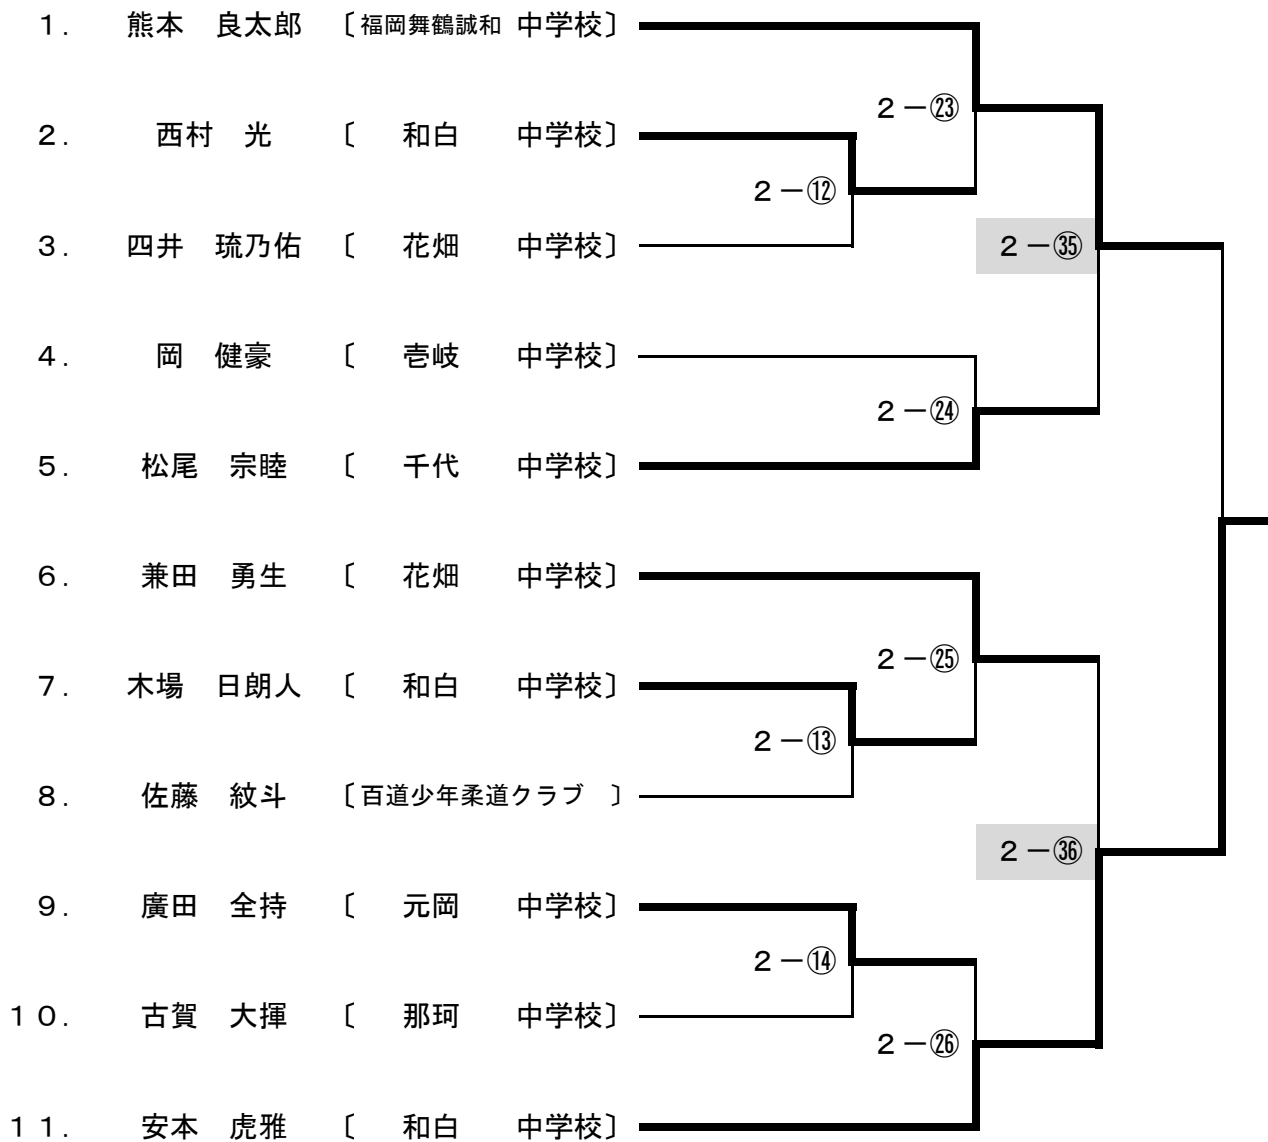 １． 熊本　良太郎 〔福岡舞鶴誠和 中学校〕
２－㉓
２． 西村　光 〔 和白 中学校〕
２－⑫
３． 四井　琉乃佑 〔 花畑 中学校〕 ２－㉟
４． 岡　健豪 〔 壱岐 中学校〕
２－㉔
５． 松尾　宗睦 〔 千代 中学校〕
６． 兼田　勇生 〔 花畑 中学校〕
２－㉕
７． 木場　日朗人 〔 和白 中学校〕
２－⑬
８． 佐藤　紋斗 〔百道少年柔道クラブ 〕
２－㊱
９． 廣田　全持 〔 元岡 中学校〕
２－⑭
１０． 古賀　大揮 〔 那珂 中学校〕
２－㉖
１１． 安本　虎雅 〔 和白 中学校〕